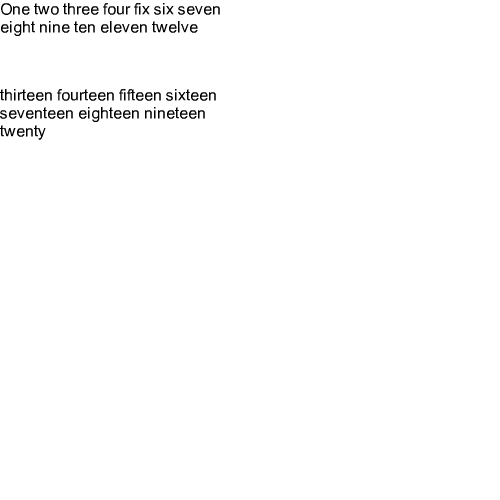 One two three four fix six seven
eight nine ten eleven twelve
thirteen fourteen fifteen sixteen
seventeen eighteen nineteen
twenty